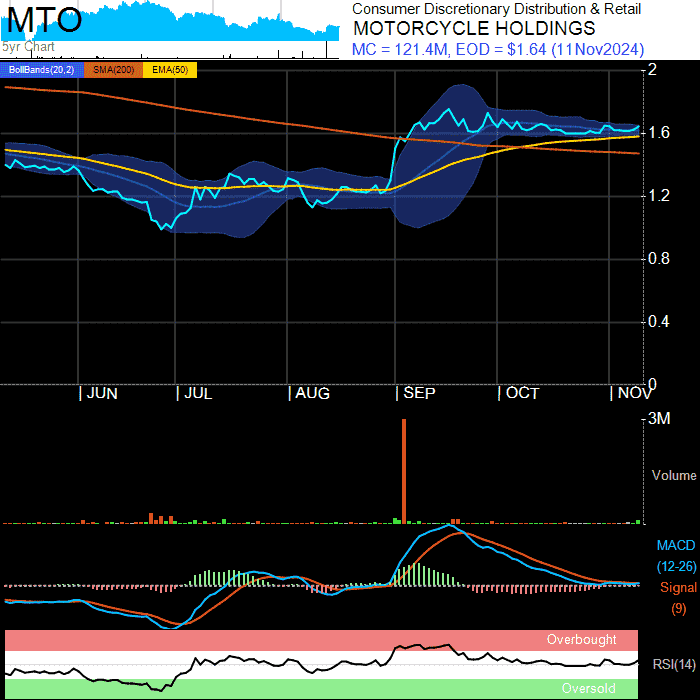 MTO
5yr Chart
Consumer Discretionary Distribution & Retail
MOTORCYCLE HOLDINGS
MC = 121.4M, EOD = $1.64 (11Nov2024)
BollBands(20,2) SMA(200) EMA(50)
2
1.6
1.2
0.8
0.4
0
JUN JUL AUG SEP OCT NOV
3M
Volume
MACD
(12-26)
Signal
(9)
Overbought
RSI(14)
Oversold